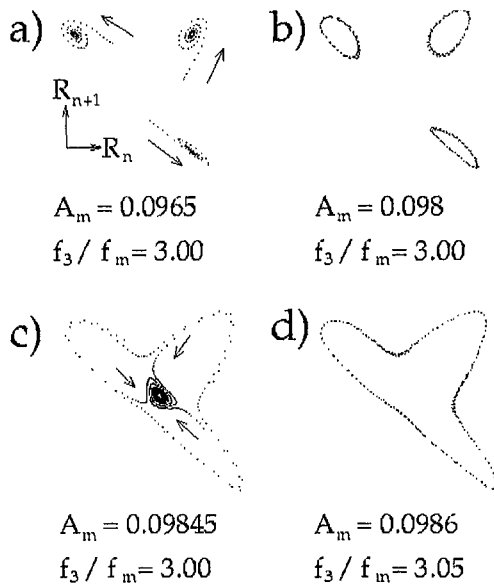 a)
b)
R_{n+1}
R_n
A_m = 0.0965
f_3 / f_m = 3.00
A_m = 0.098
f_3 / f_m = 3.00
c)
d)
A_m = 0.09845
f_3 / f_m = 3.00
A_m = 0.0986
f_3 / f_m = 3.05